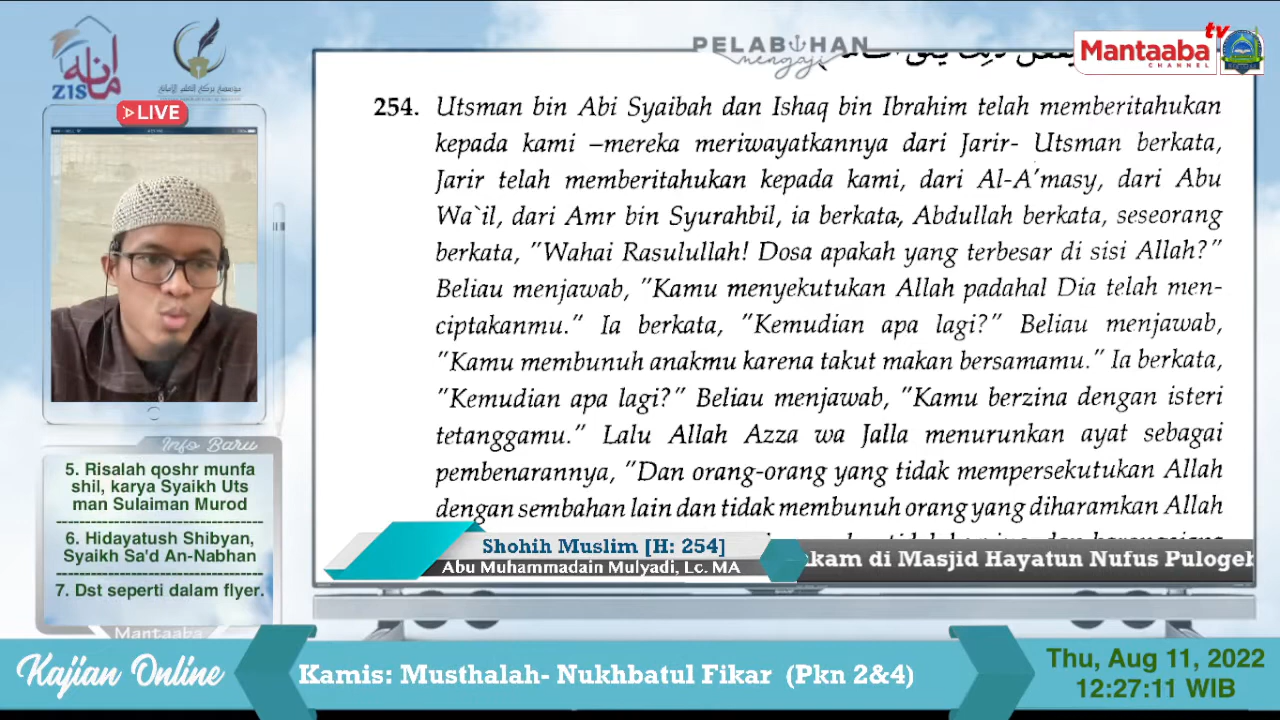 PELABUHAN
mengaji
Mantaaba tv
CHANNEL
ZIS
LIVE
254. Utsman bin Abi Syaibah dan Ishaq bin Ibrahim telah memberitahukan
kepada kami –mereka meriwayatkannya dari Jarir- Utsman berkata,
Jarir telah memberitahukan kepada kami, dari Al-A'masy, dari Abu
Wa`il, dari Amr bin Syurahbil, ia berkata, Abdullah berkata, seseorang
berkata, "Wahai Rasulullah! Dosa apakah yang terbesar di sisi Allah?"
Beliau menjawab, "Kamu menyekutukan Allah padahal Dia telah men-
ciptakanmu." Ia berkata, "Kemudian apa lagi?" Beliau menjawab,
"Kamu membunuh anakmu karena takut makan bersamamu." Ia berkata,
"Kemudian apa lagi?" Beliau menjawab, "Kamu berzina dengan isteri
tetanggamu." Lalu Allah Azza wa Jalla menurunkan ayat sebagai
pembenarannya, "Dan orang-orang yang tidak mempersekutukan Allah
dengan sembahan lain dan tidak membunuh orang yang diharamkan Allah
Info Baru
5. Risalah qoshr munfa
shil, karya Syaikh Uts
man Sulaiman Murod
6. Hidayatush Shibyan,
Syaikh Sa'd An-Nabhan
7. Dst seperti dalam flyer.
Mantaaba
Shohih Muslim [H: 254]
Abu Muhammadain Mulyadi, Lc. MA
kam di Masjid Hayatun Nufus Pulogeb
Kajian Online
Kamis: Musthalah- Nukhbatul Fikar (Pkn 2&4)
Thu, Aug 11, 2022
12:27:11 WIB